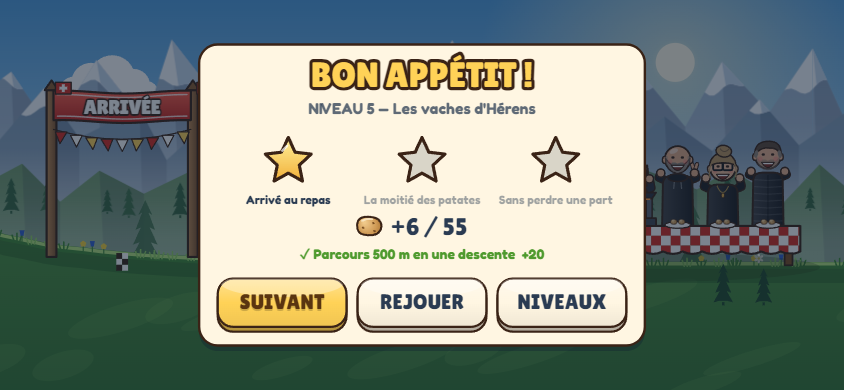 BON APPÉTIT !
NIVEAU 5 – Les vaches d'Hérens
ARRIVÉE
Arrivé au repas
La moitié des patates
Sans perdre une part
+6 / 55
✓ Parcours 500 m en une descente +20
SUIVANT
REJOUER
NIVEAUX